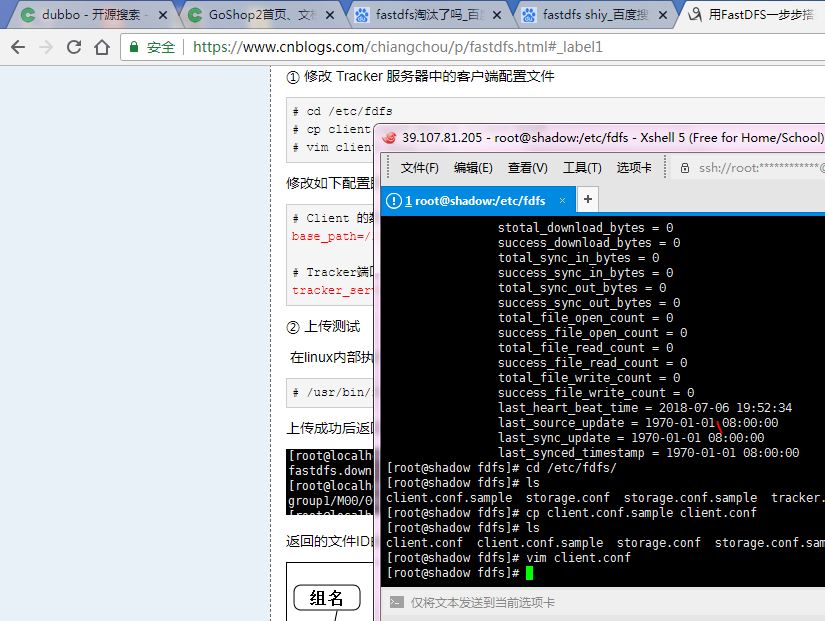 dubbo - 开源搜索 -
GoShop2首页、文
fastdfs淘汰了吗_百
fastdfs shiy_百度搜
用FastDFS一步步搭
安全
https://www.cnblogs.com/chiangchou/p/fastdfs.html#_label1
① 修改 Tracker 服务器中的客户端配置文件
# cd /etc/fdfs
# cp client
# vim clien
修改如下配置
# Client 的
base_path=/
# Tracker端
tracker_serv
② 上传测试
在linux内部执
# /usr/bin/
上传成功后返回
[root@localh
fastdfs.down
[root@localh
group1/M00/0
[root@localh
返回的文件ID
组名
39.107.81.205 - root@shadow:/etc/fdfs - Xshell 5 (Free for Home/School)
文件(F) 编辑(E) 查看(V) 工具(T) 选项卡
ssh://root:************@
1 root@shadow:/etc/fdfs × +
stotal_download_bytes = 0
success_download_bytes = 0
total_sync_in_bytes = 0
success_sync_in_bytes = 0
total_sync_out_bytes = 0
success_sync_out_bytes = 0
total_file_open_count = 0
success_file_open_count = 0
total_file_read_count = 0
success_file_read_count = 0
total_file_write_count = 0
success_file_write_count = 0
last_heart_beat_time = 2018-07-06 19:52:34
last_source_update = 1970-01-01 08:00:00
last_sync_update = 1970-01-01 08:00:00
last_synced_timestamp = 1970-01-01 08:00:00
[root@shadow fdfs]# cd /etc/fdfs/
[root@shadow fdfs]# ls
client.conf.sample storage.conf storage.conf.sample tracker.
[root@shadow fdfs]# cp client.conf.sample client.conf
[root@shadow fdfs]# ls
client.conf client.conf.sample storage.conf storage.conf.sam
[root@shadow fdfs]# vim client.conf
[root@shadow fdfs]#
仅将文本发送到当前选项卡